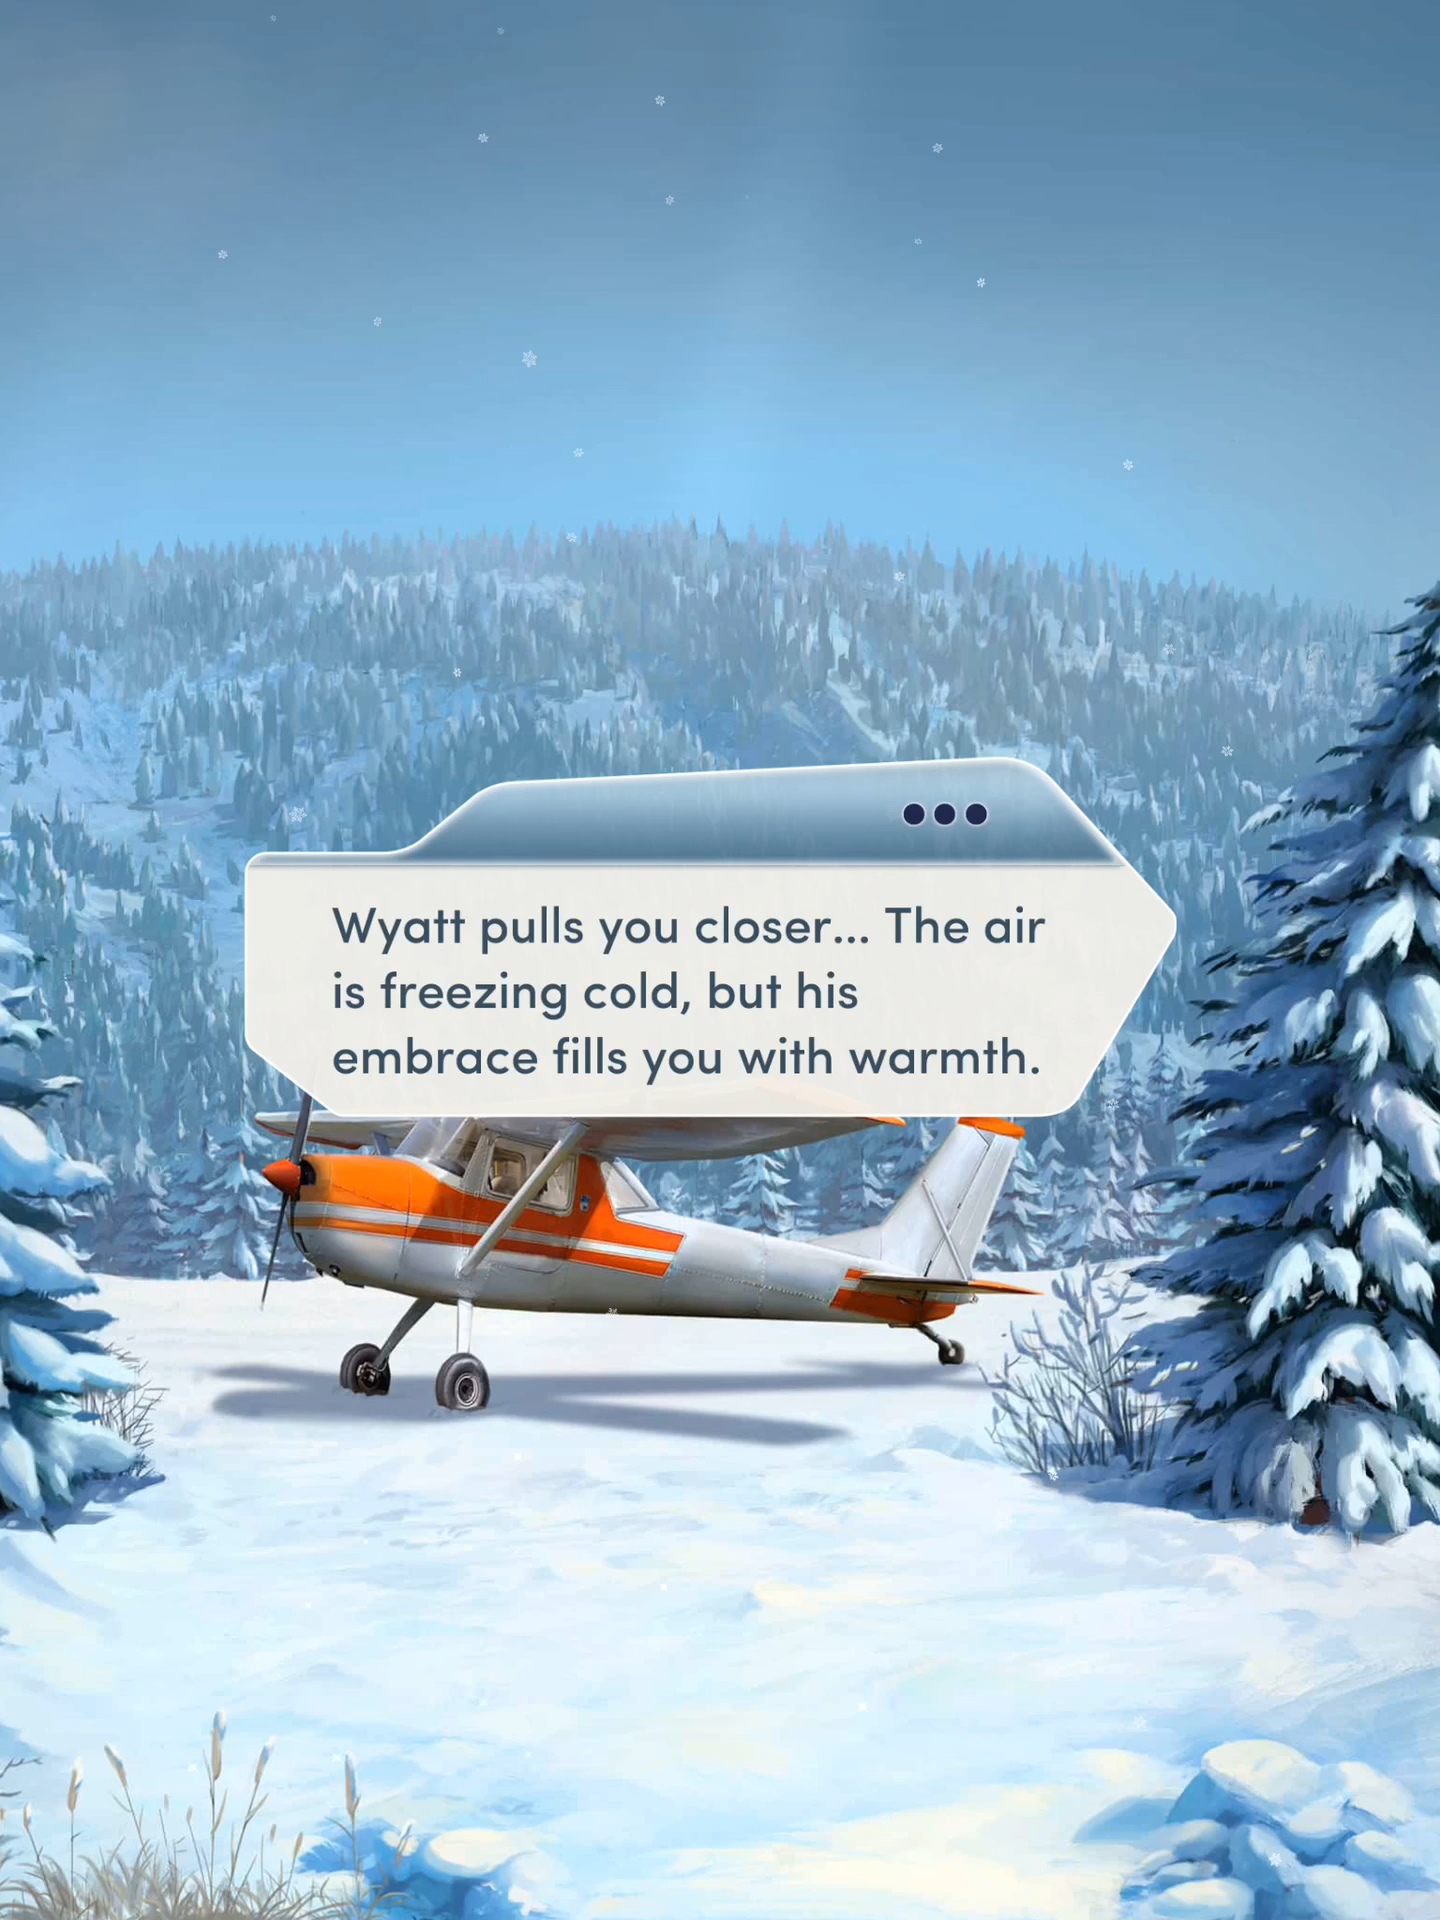 Wyatt pulls you closer... The air
is freezing cold, but his
embrace fills you with warmth.